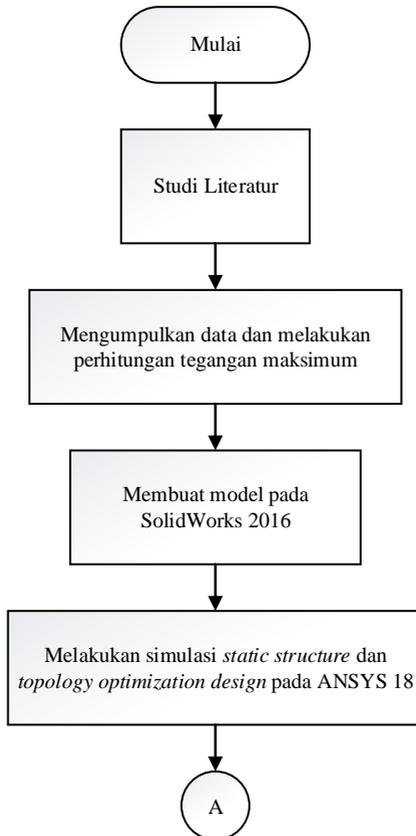 Mulai
Studi Literatur
Mengumpulkan data dan melakukan
perhitungan tegangan maksimum
Membuat model pada
SolidWorks 2016
Melakukan simulasi static structure dan
topology optimization design pada ANSYS 18
A